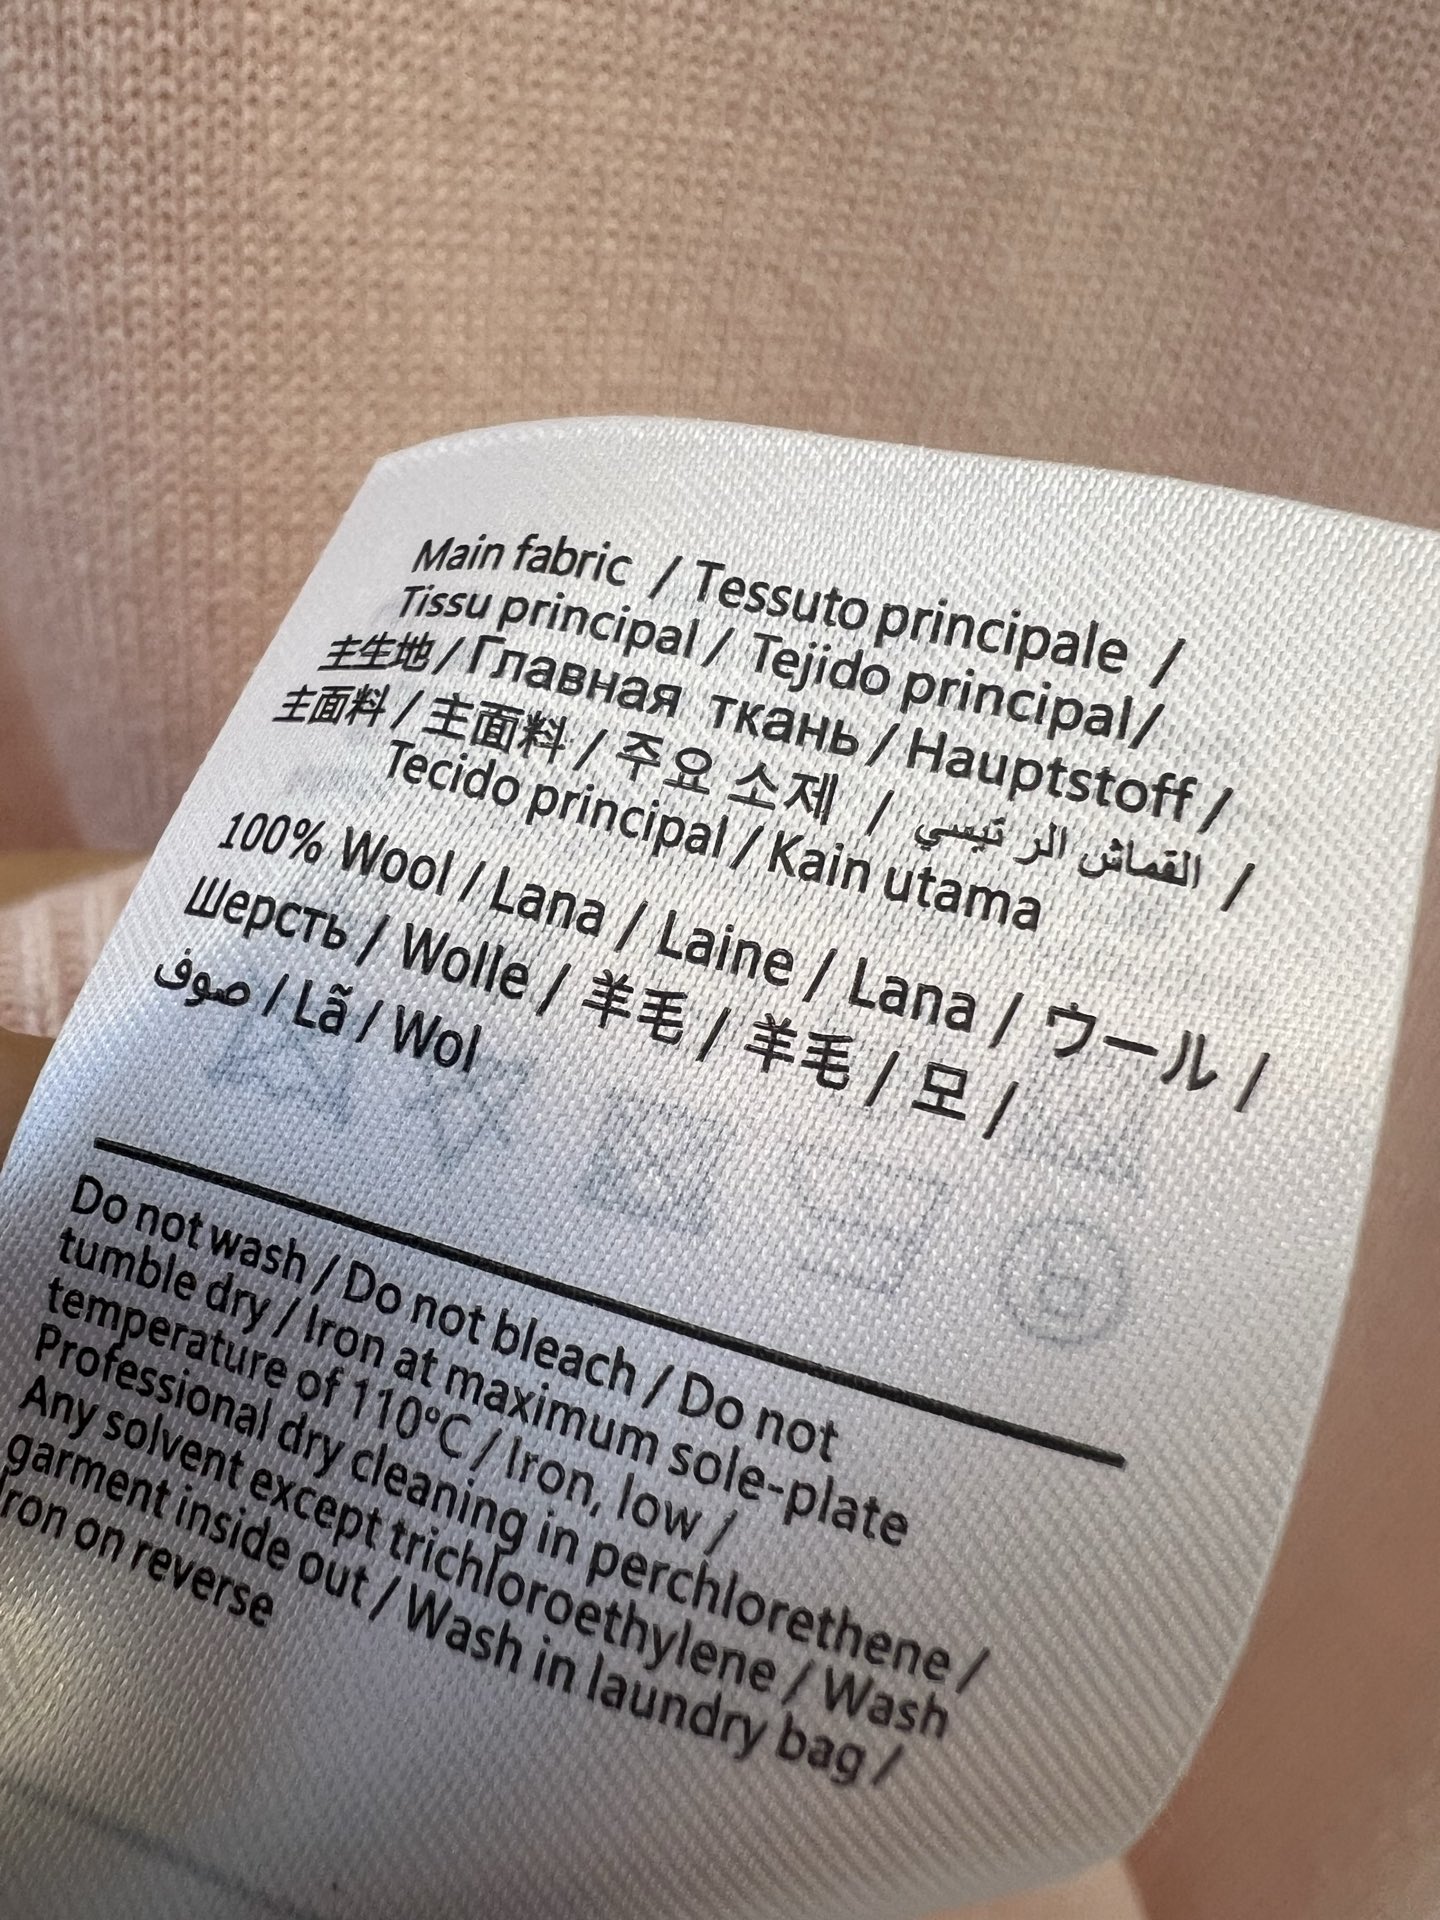 Main fabric / Tessuto principale /
Tissu principal / Tejido principal/
主生地 / Главная ткань / Hauptstoff /
主面料 / 主面料 / 주요 소제 / القماش الر ئيسي /
Tecido principal / Kain utama
100% Wool / Lana / Laine / Lana / ウール /
Шерсть / Wolle / 羊毛 / 羊毛 / 모 /
صوف / Lã / Wol
Do not wash / Do not bleach / Do not
tumble dry / Iron at maximum sole-plate
temperature of 110°C / Iron, low /
Professional dry cleaning in perchlorethene /
Any solvent except trichloroethylene / Wash
garment inside out / Wash in laundry bag /
Iron on reverse